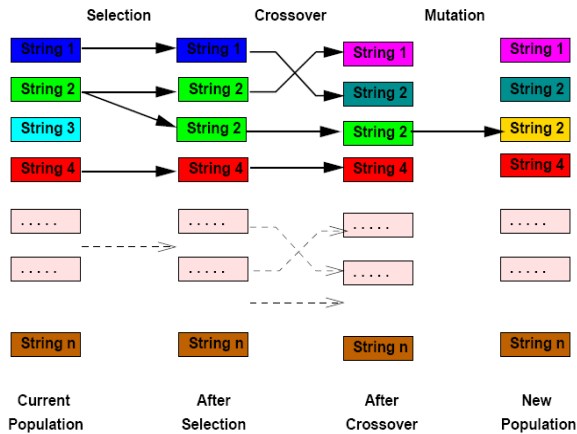 Selection Crossover Mutation
String 1 String 1 String 1 String 1
String 2 String 2 String 2 String 2
String 3 String 2 String 2 String 2
String 4 String 4 String 4 String 4
. . . . . . . . . . . . . . . . . . . .
. . . . . . . . . . . . . . . . . . . .
String n String n String n String n
Current After After New
Population Selection Crossover Population